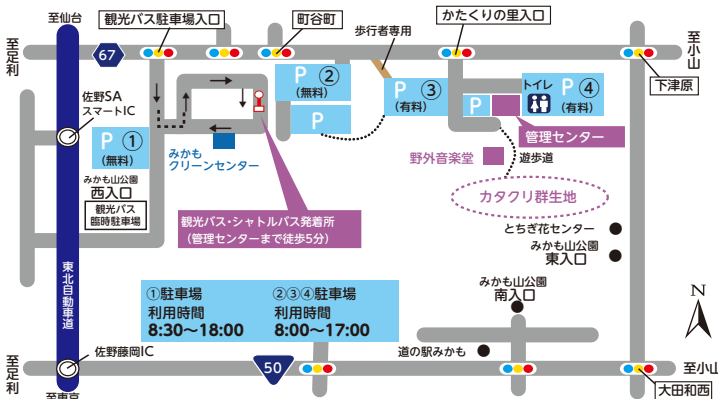 至仙台
観光バス駐車場入口
町谷町
歩行者専用
かたくりの里入口
至足利
67
至小山
下津原
佐野SA
スマートIC
P ①
(無料)
P ②
(無料)
P
P ③
(有料)
P
トイレ
P ④
(有料)
管理センター
みかも
クリーンセンター
野外音楽堂
遊歩道
カタクリ群生地
みかも山公園
西入口
観光バス
臨時駐車場
観光バス・シャトルバス発着所
(管理センターまで徒歩5分)
とちぎ花センター
みかも山公園
東入口
みかも山公園
南入口
東北自動車道
①駐車場
利用時間
8:30〜18:00
②③④駐車場
利用時間
8:00〜17:00
N
佐野藤岡IC
50
道の駅みかも
至足利
至小山
大田和西
至東京